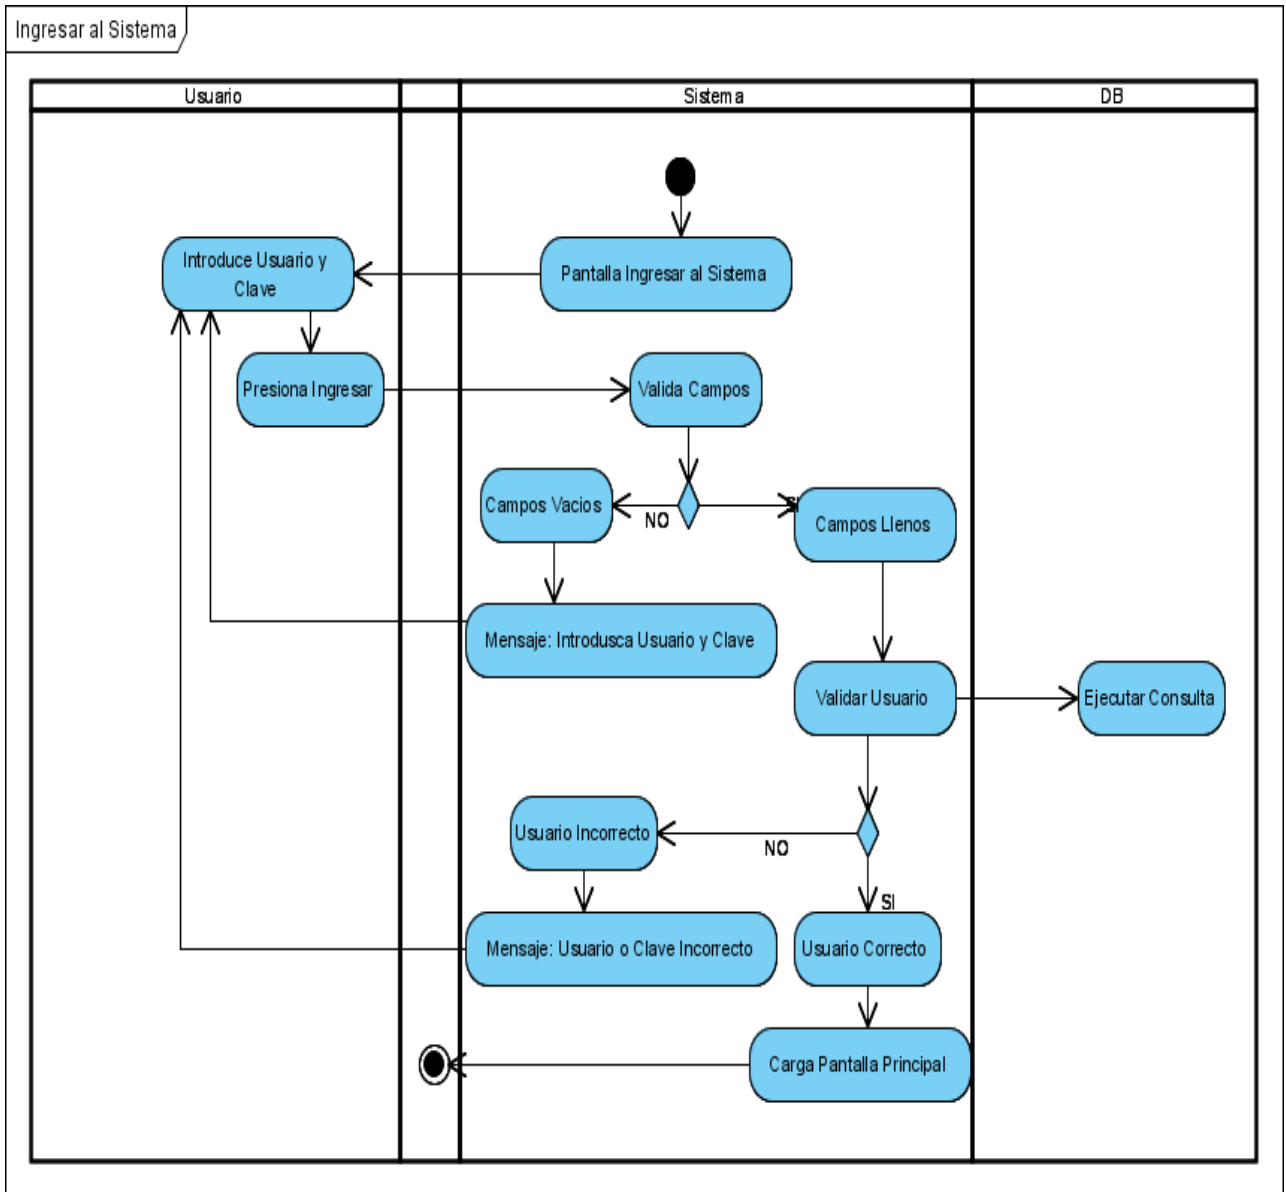 Ingresar al Sistema
Usuario
Sistema
DB
Introduce Usuario y
Clave
Pantalla Ingresar al Sistema
Presiona Ingresar
Valida Campos
Campos Vacios
NO
SI
Campos Llenos
Mensaje: Introdusca Usuario y Clave
Validar Usuario
Ejecutar Consulta
Usuario Incorrecto
NO
SI
Mensaje: Usuario o Clave Incorrecto
Usuario Correcto
Carga Pantalla Principal